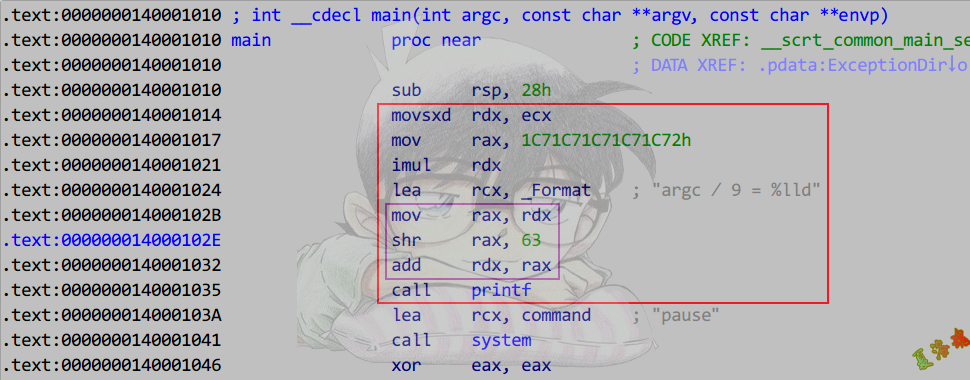 .text:0000000140001010 ; int __cdecl main(int argc, const char **argv, const char **envp)
.text:0000000140001010 main proc near ; CODE XREF: __scrt_common_main_se
.text:0000000140001010 ; DATA XREF: .pdata:ExceptionDir↓o
.text:0000000140001010 sub rsp, 28h
.text:0000000140001014 movsxd rdx, ecx
.text:0000000140001017 mov rax, 1C71C71C71C71C72h
.text:0000000140001021 imul rdx
.text:0000000140001024 lea rcx, _Format ; "argc / 9 = %lld"
.text:000000014000102B mov rax, rdx
.text:000000014000102E shr rax, 63
.text:0000000140001032 add rdx, rax
.text:0000000140001035 call printf
.text:000000014000103A lea rcx, command ; "pause"
.text:0000000140001041 call system
.text:0000000140001046 xor eax, eax